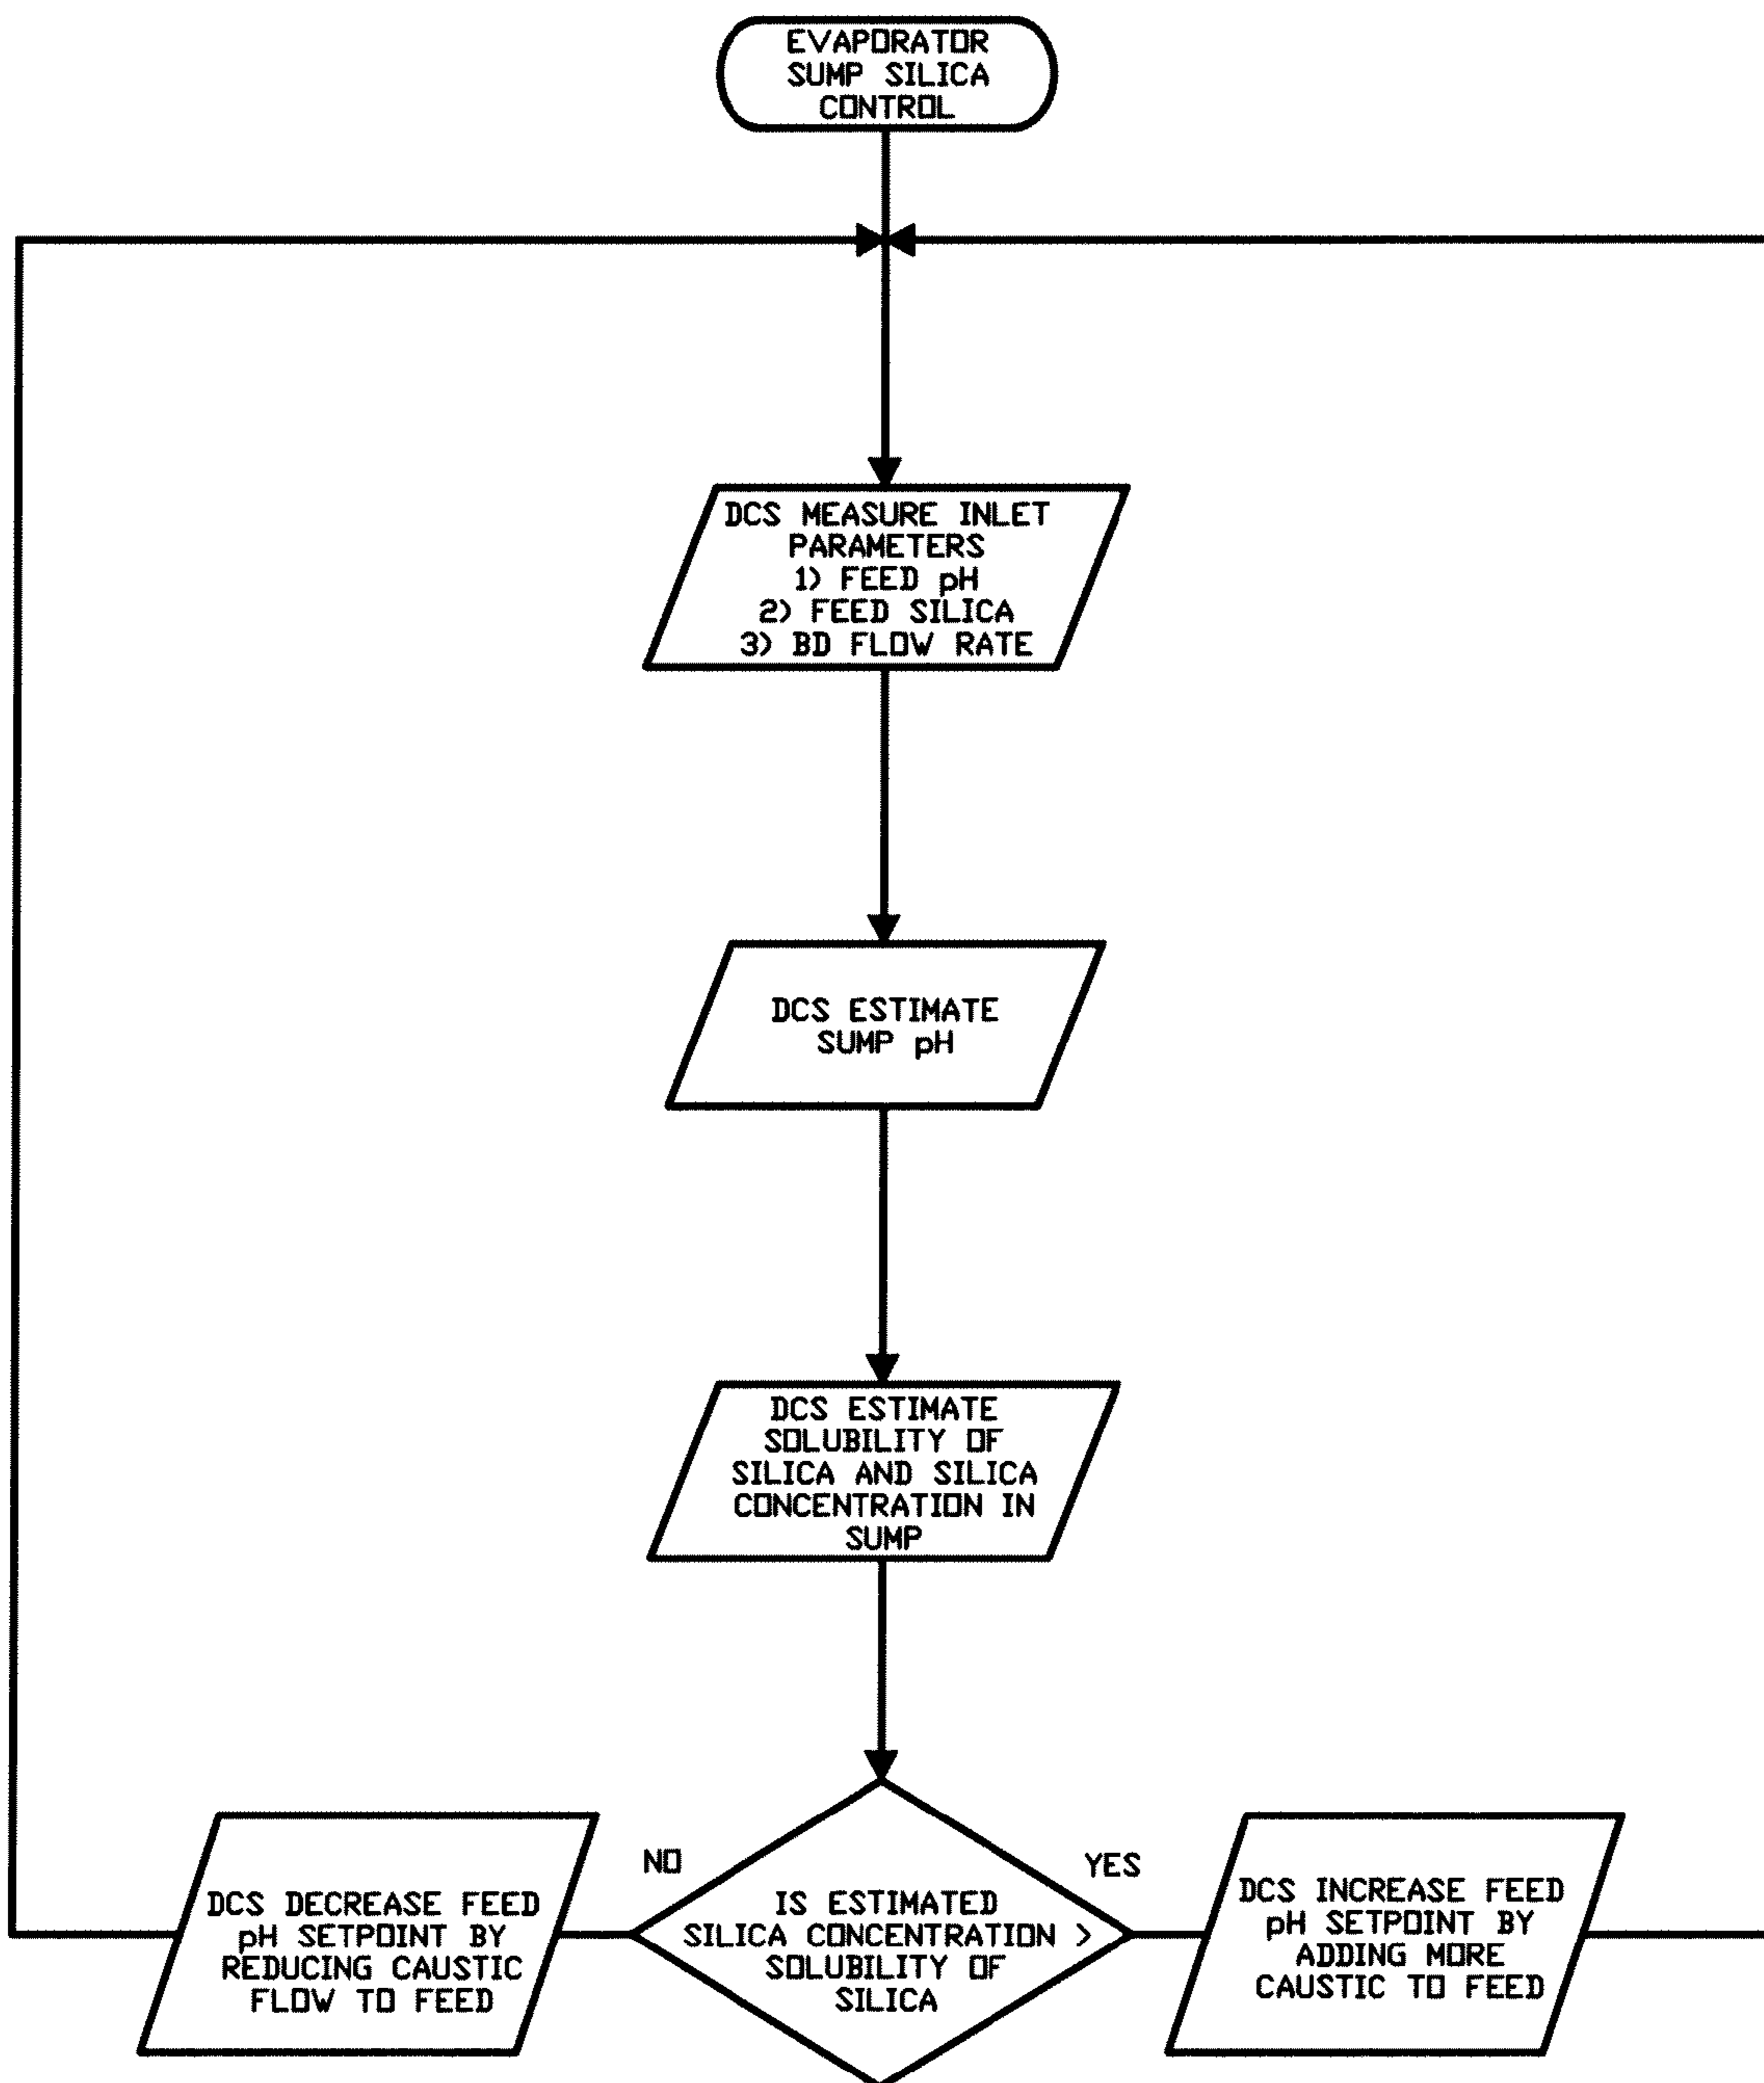 EVAPORATOR
SUMP SILICA
CONTROL
DCS MEASURE INLET
PARAMETERS
1) FEED pH
2) FEED SILICA
3) BD FLOW RATE
DCS ESTIMATE
SUMP pH
DCS ESTIMATE
SOLUBILITY OF
SILICA AND SILICA
CONCENTRATION IN
SUMP
NO
YES
DCS DECREASE FEED
pH SETPOINT BY
REDUCING CAUSTIC
FLOW TO FEED
IS ESTIMATED
SILICA CONCENTRATION >
SOLUBILITY OF
SILICA
DCS INCREASE FEED
pH SETPOINT BY
ADDING MORE
CAUSTIC TO FEED